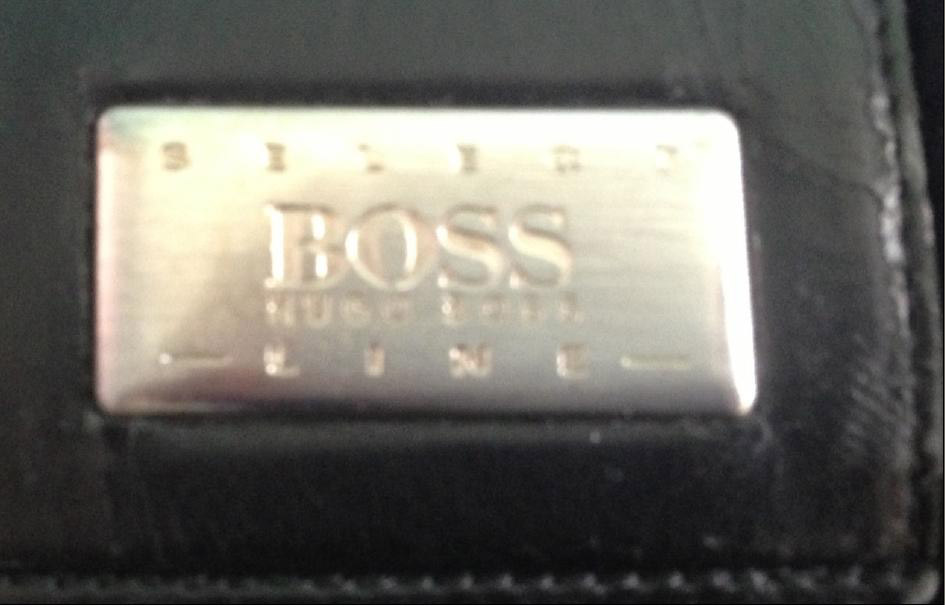 SELECT
BOSS
HUGO BOSS
— LINE —